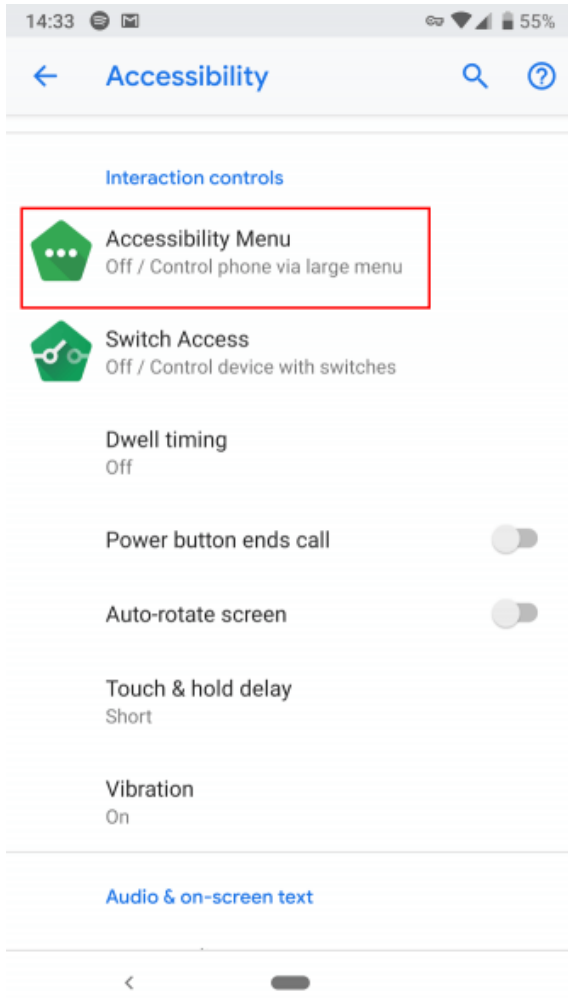 14:33 55%
Accessibility
Interaction controls
Accessibility Menu
Off / Control phone via large menu
Switch Access
Off / Control device with switches
Dwell timing
Off
Power button ends call
Auto-rotate screen
Touch & hold delay
Short
Vibration
On
Audio & on-screen text